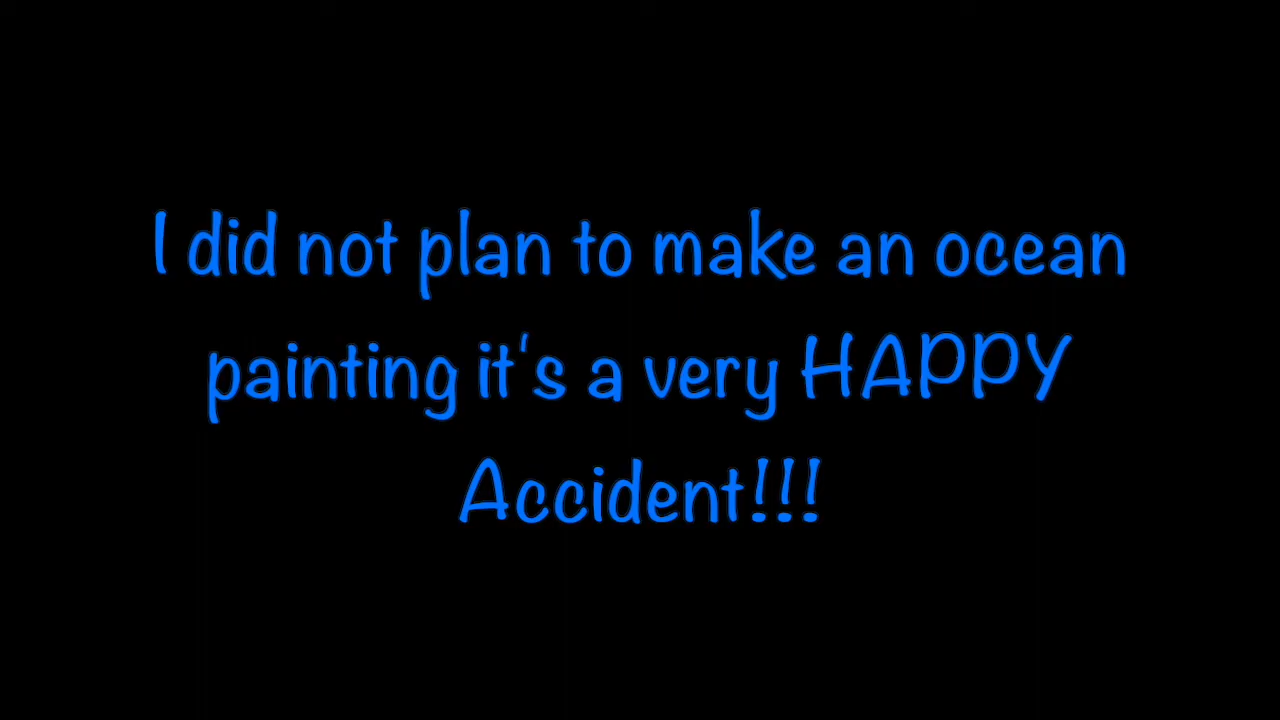 I did not plan to make an ocean
painting it's a very HAPPY
Accident!!!